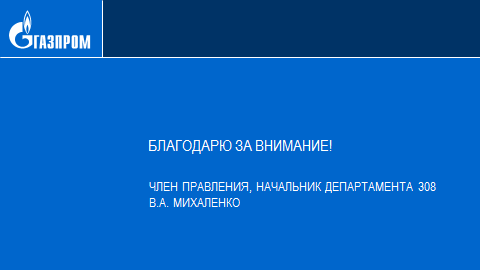 ГАЗПРОМ
БЛАГОДАРЮ ЗА ВНИМАНИЕ!
ЧЛЕН ПРАВЛЕНИЯ, НАЧАЛЬНИК ДЕПАРТАМЕНТА 308
В.А. МИХАЛЕНКО